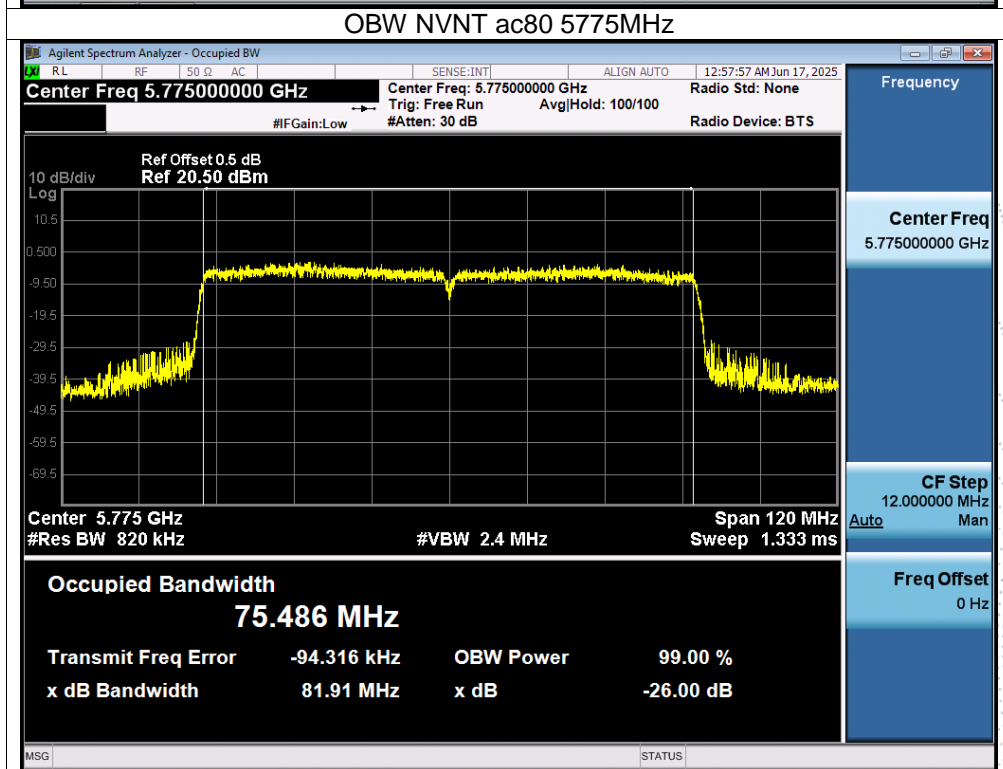 OBW NVNT ac80 5775MHz
Agilent Spectrum Analyzer - Occupied BW
LXI RL RF 50 Ω AC SENSE:INT ALIGN AUTO 12:57:57 AM Jun 17, 2025
Center Freq 5.775000000 GHz
Center Freq: 5.775000000 GHz
Radio Std: None
Trig: Free Run Avg|Hold: 100/100
#IFGain:Low #Atten: 30 dB Radio Device: BTS
Frequency
Ref Offset 0.5 dB
10 dB/div Ref 20.50 dBm
Log
10.5
0.500
-9.50
-19.5
-29.5
-39.5
-49.5
-59.5
-69.5
Center Freq
5.775000000 GHz
CF Step
12.000000 MHz
Auto Man
Freq Offset
0 Hz
Center 5.775 GHz Span 120 MHz
#Res BW 820 kHz #VBW 2.4 MHz Sweep 1.333 ms
Occupied Bandwidth
75.486 MHz
Transmit Freq Error -94.316 kHz OBW Power 99.00 %
x dB Bandwidth 81.91 MHz x dB -26.00 dB
MSG STATUS